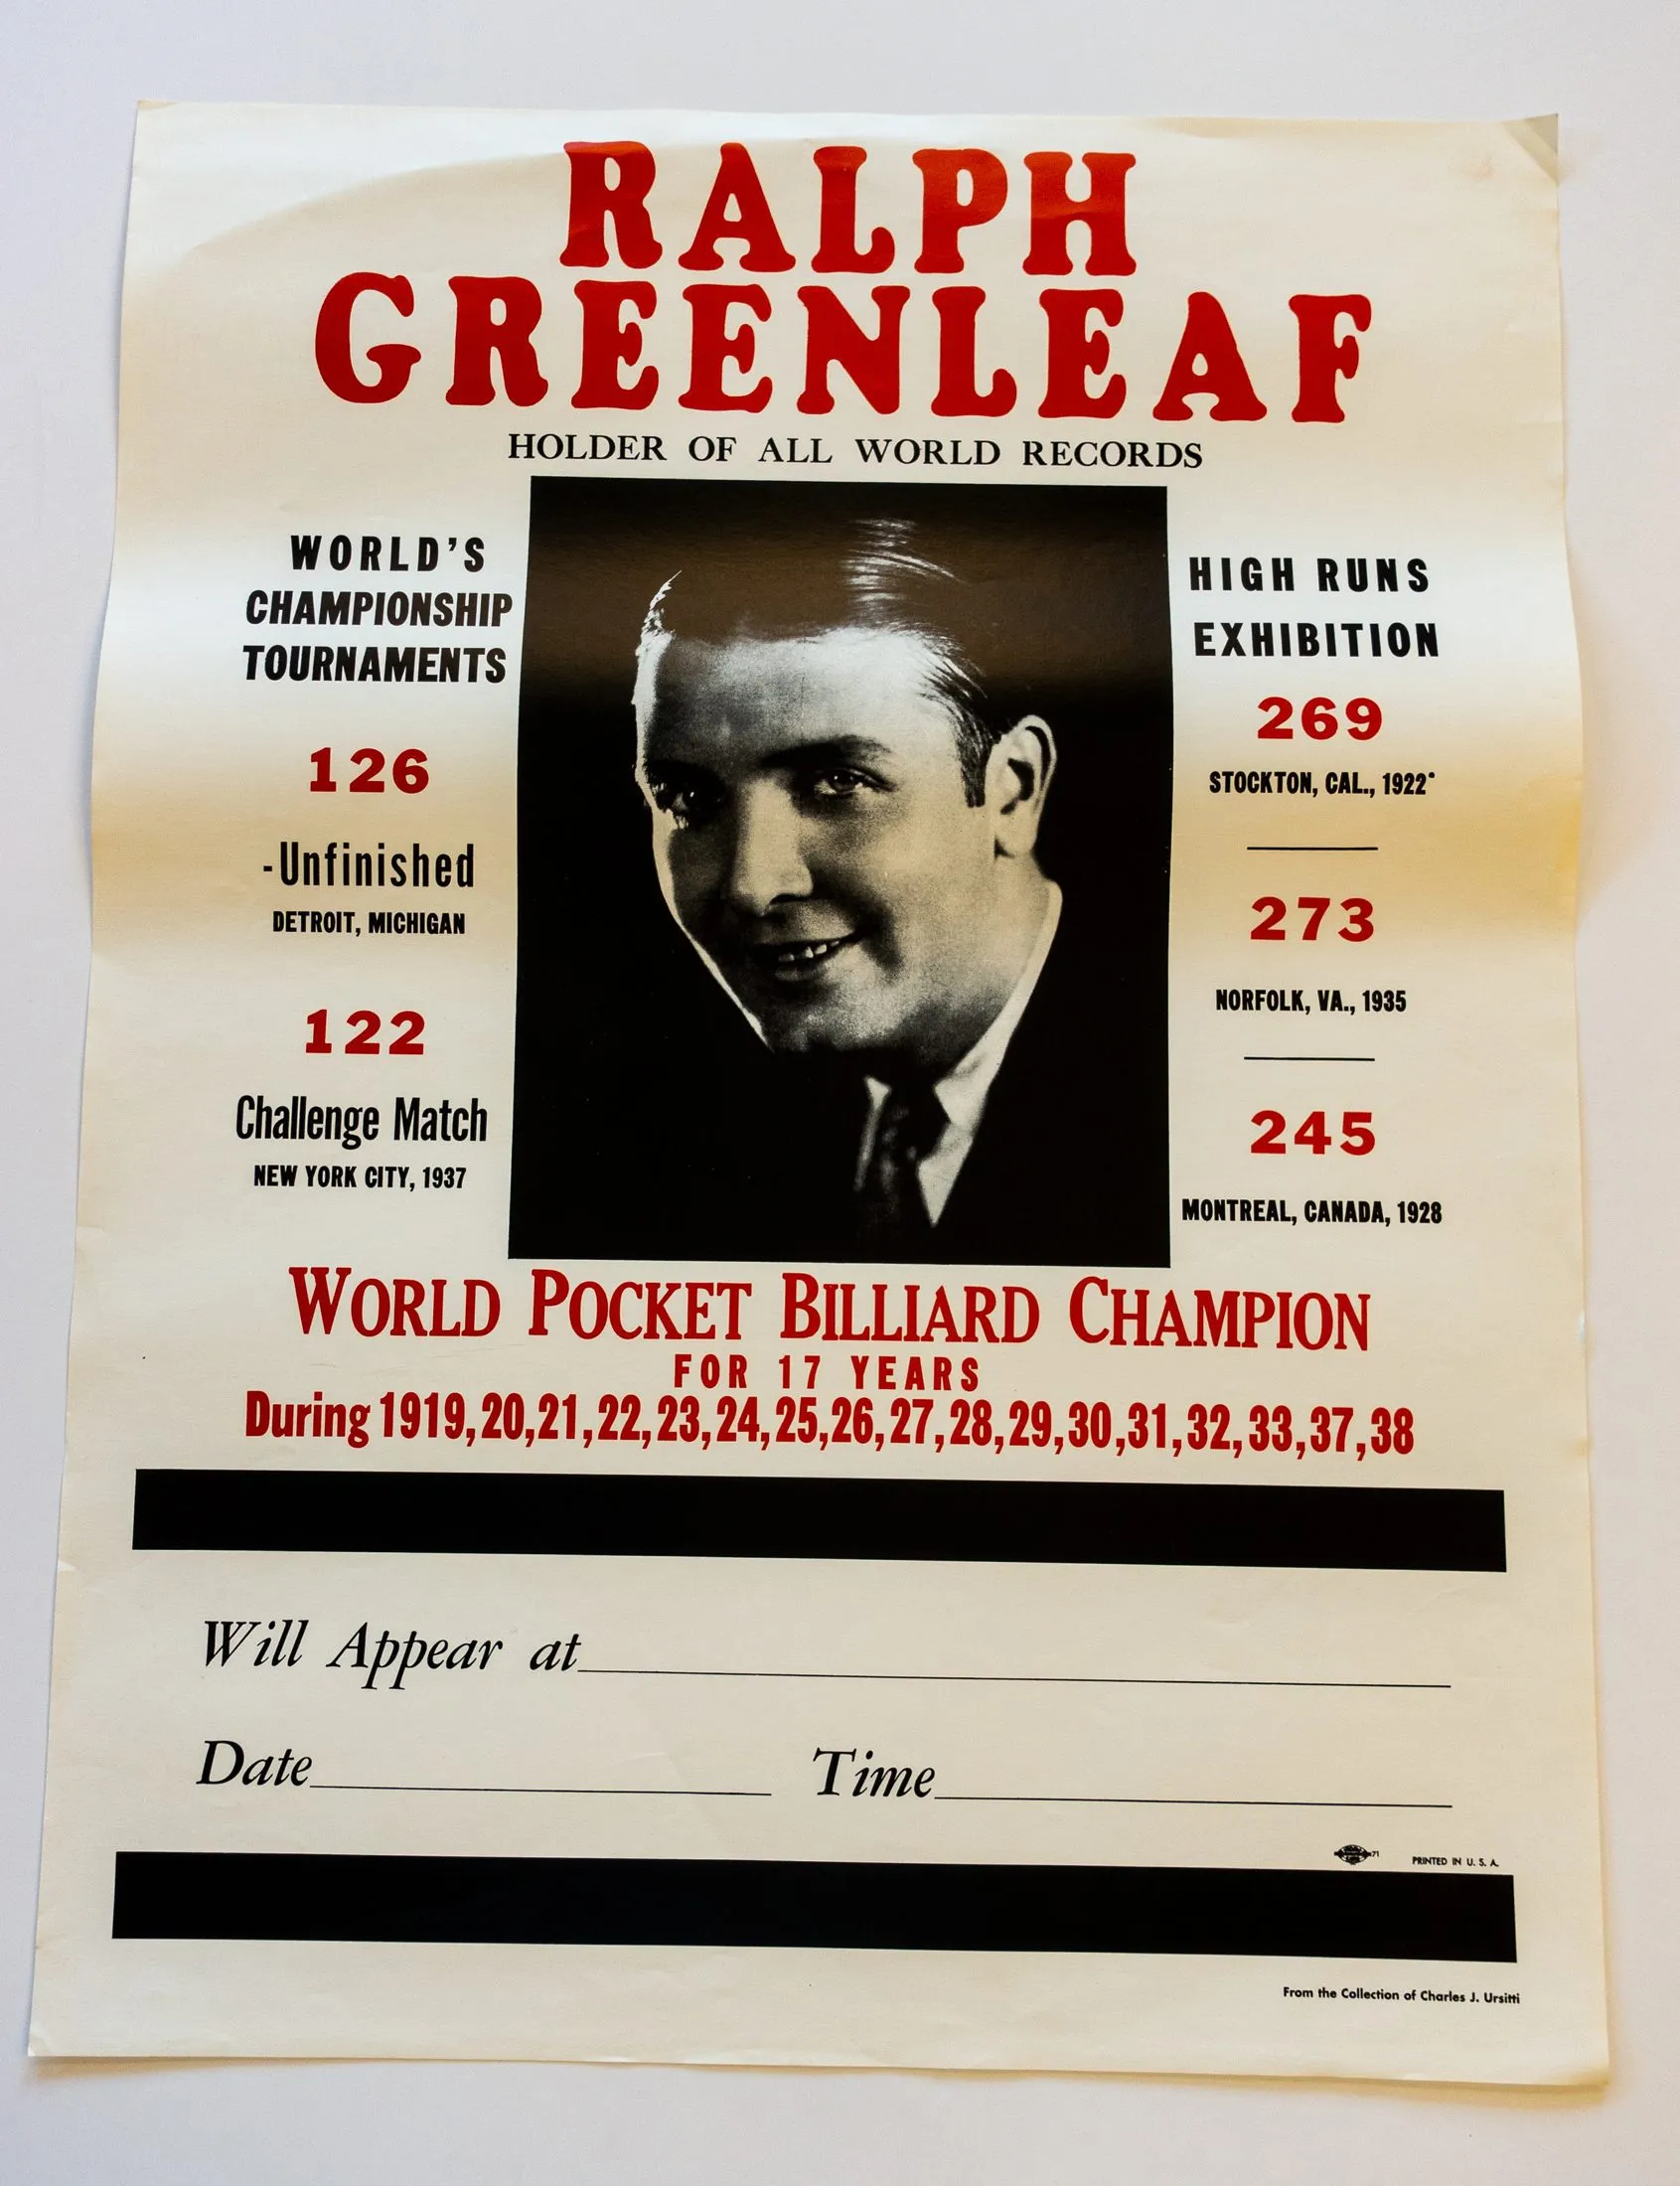 RALPH
GREENLEAF
HOLDER OF ALL WORLD RECORDS
WORLD'S
CHAMPIONSHIP
TOURNAMENTS
126
-Unfinished
DETROIT, MICHIGAN
122
Challenge Match
NEW YORK CITY, 1937
HIGH RUNS
EXHIBITION
269
STOCKTON, CAL., 1922
273
NORFOLK, VA., 1935
245
MONTREAL, CANADA, 1928
WORLD POCKET BILLIARD CHAMPION
FOR 17 YEARS
During 1919,20,21,22,23,24,25,26,27,28,29,30,31,32,33,37,38
Will Appear at
Date Time
71 PRINTED IN U. S. A.
From the Collection of Charles J. Ursitti